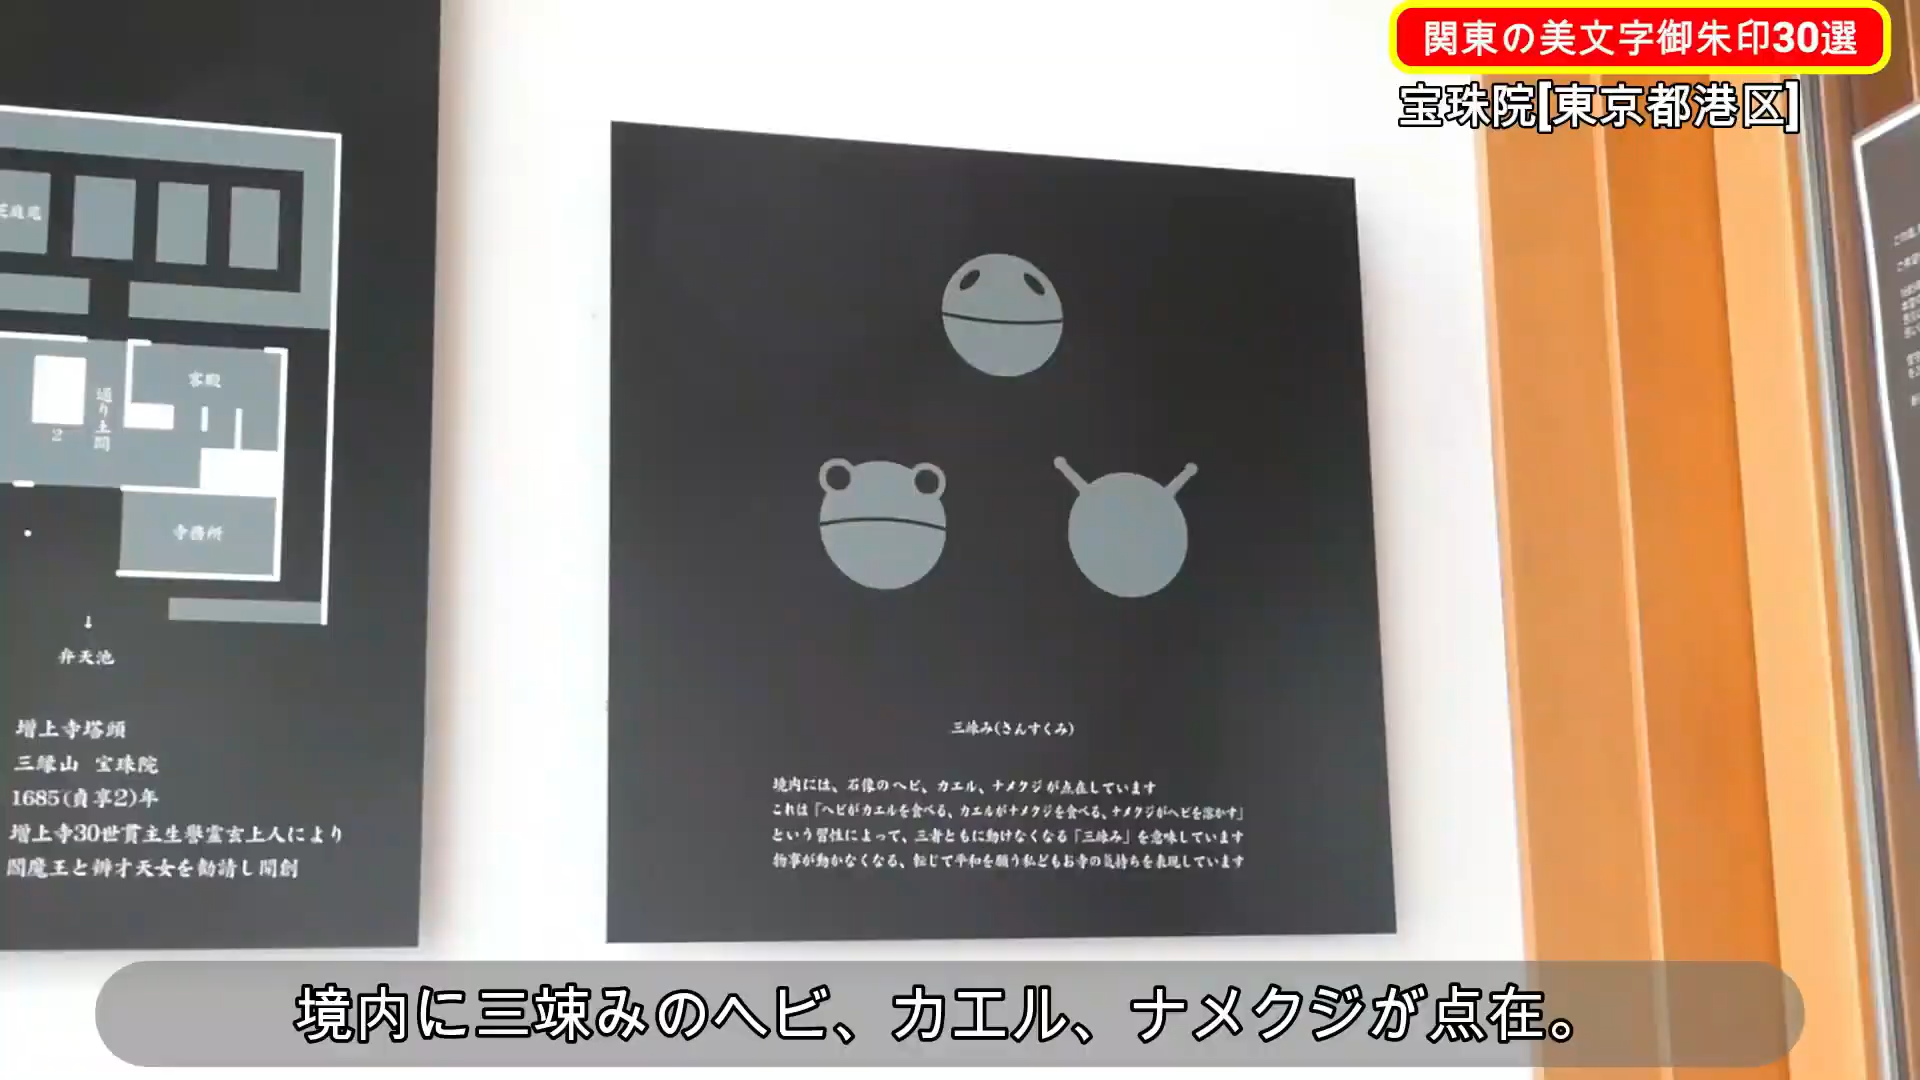 関東の美文字御朱印30選
宝珠院[東京都港区]
客殿
通り土間
2
寺務所
↓
弁天池
増上寺塔頭
三縁山 宝珠院
1685(貞享2)年
増上寺30世貫主生誉霊玄上人により
閻魔王と辧才天女を勧請し開創
三竦み(さんすくみ)
境内には、石像のヘビ、カエル、ナメクジが点在しています
これは「ヘビがカエルを食べる、カエルがナメクジを食べる、ナメクジがヘビを溶かす」
という習性によって、三者ともに動けなくなる「三竦み」を意味しています
物事が動かなくなる、転じて平和を願う私どもお寺の気持ちを表現しています
境内に三竦みのヘビ、カエル、ナメクジが点在。